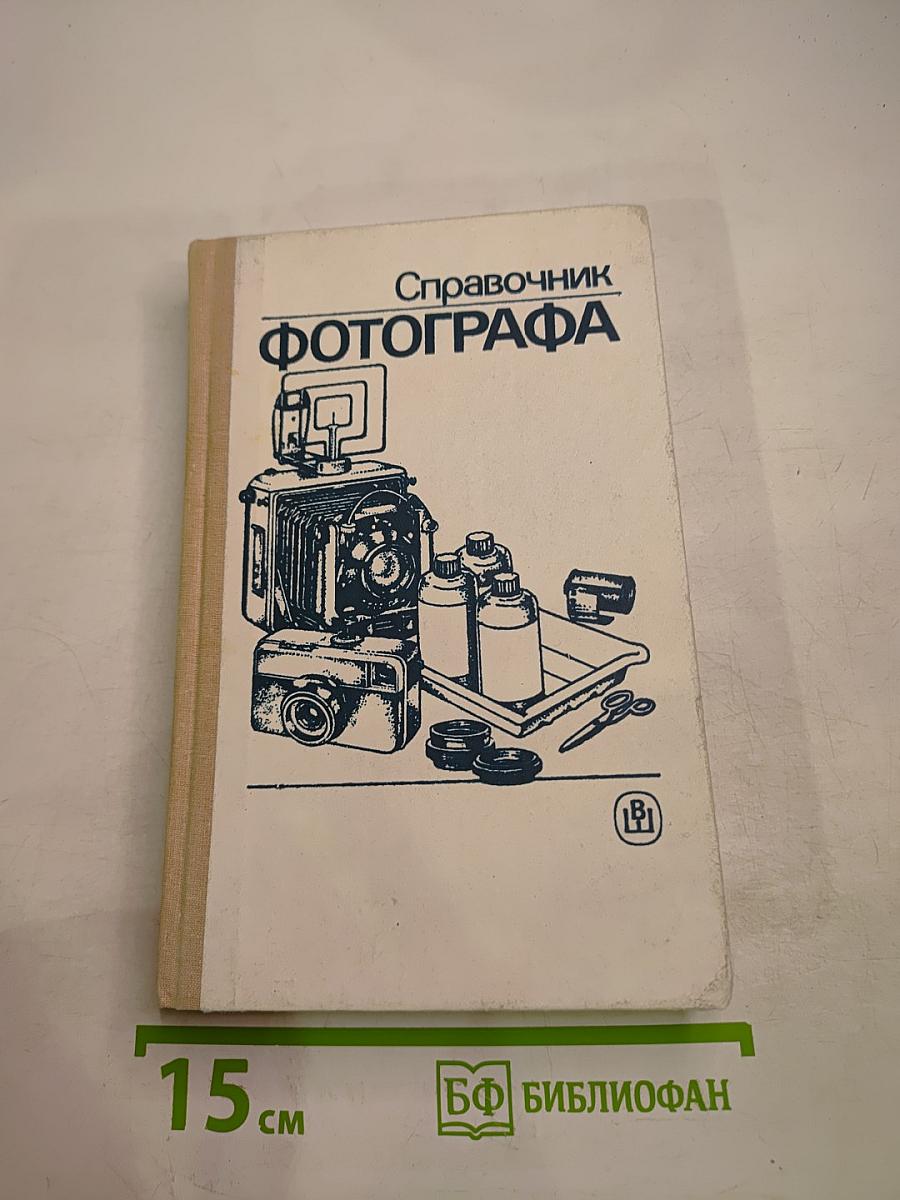 Справочник
ФОТОГРАФА
ВШ
15 см
БФ БИБЛИОФАН